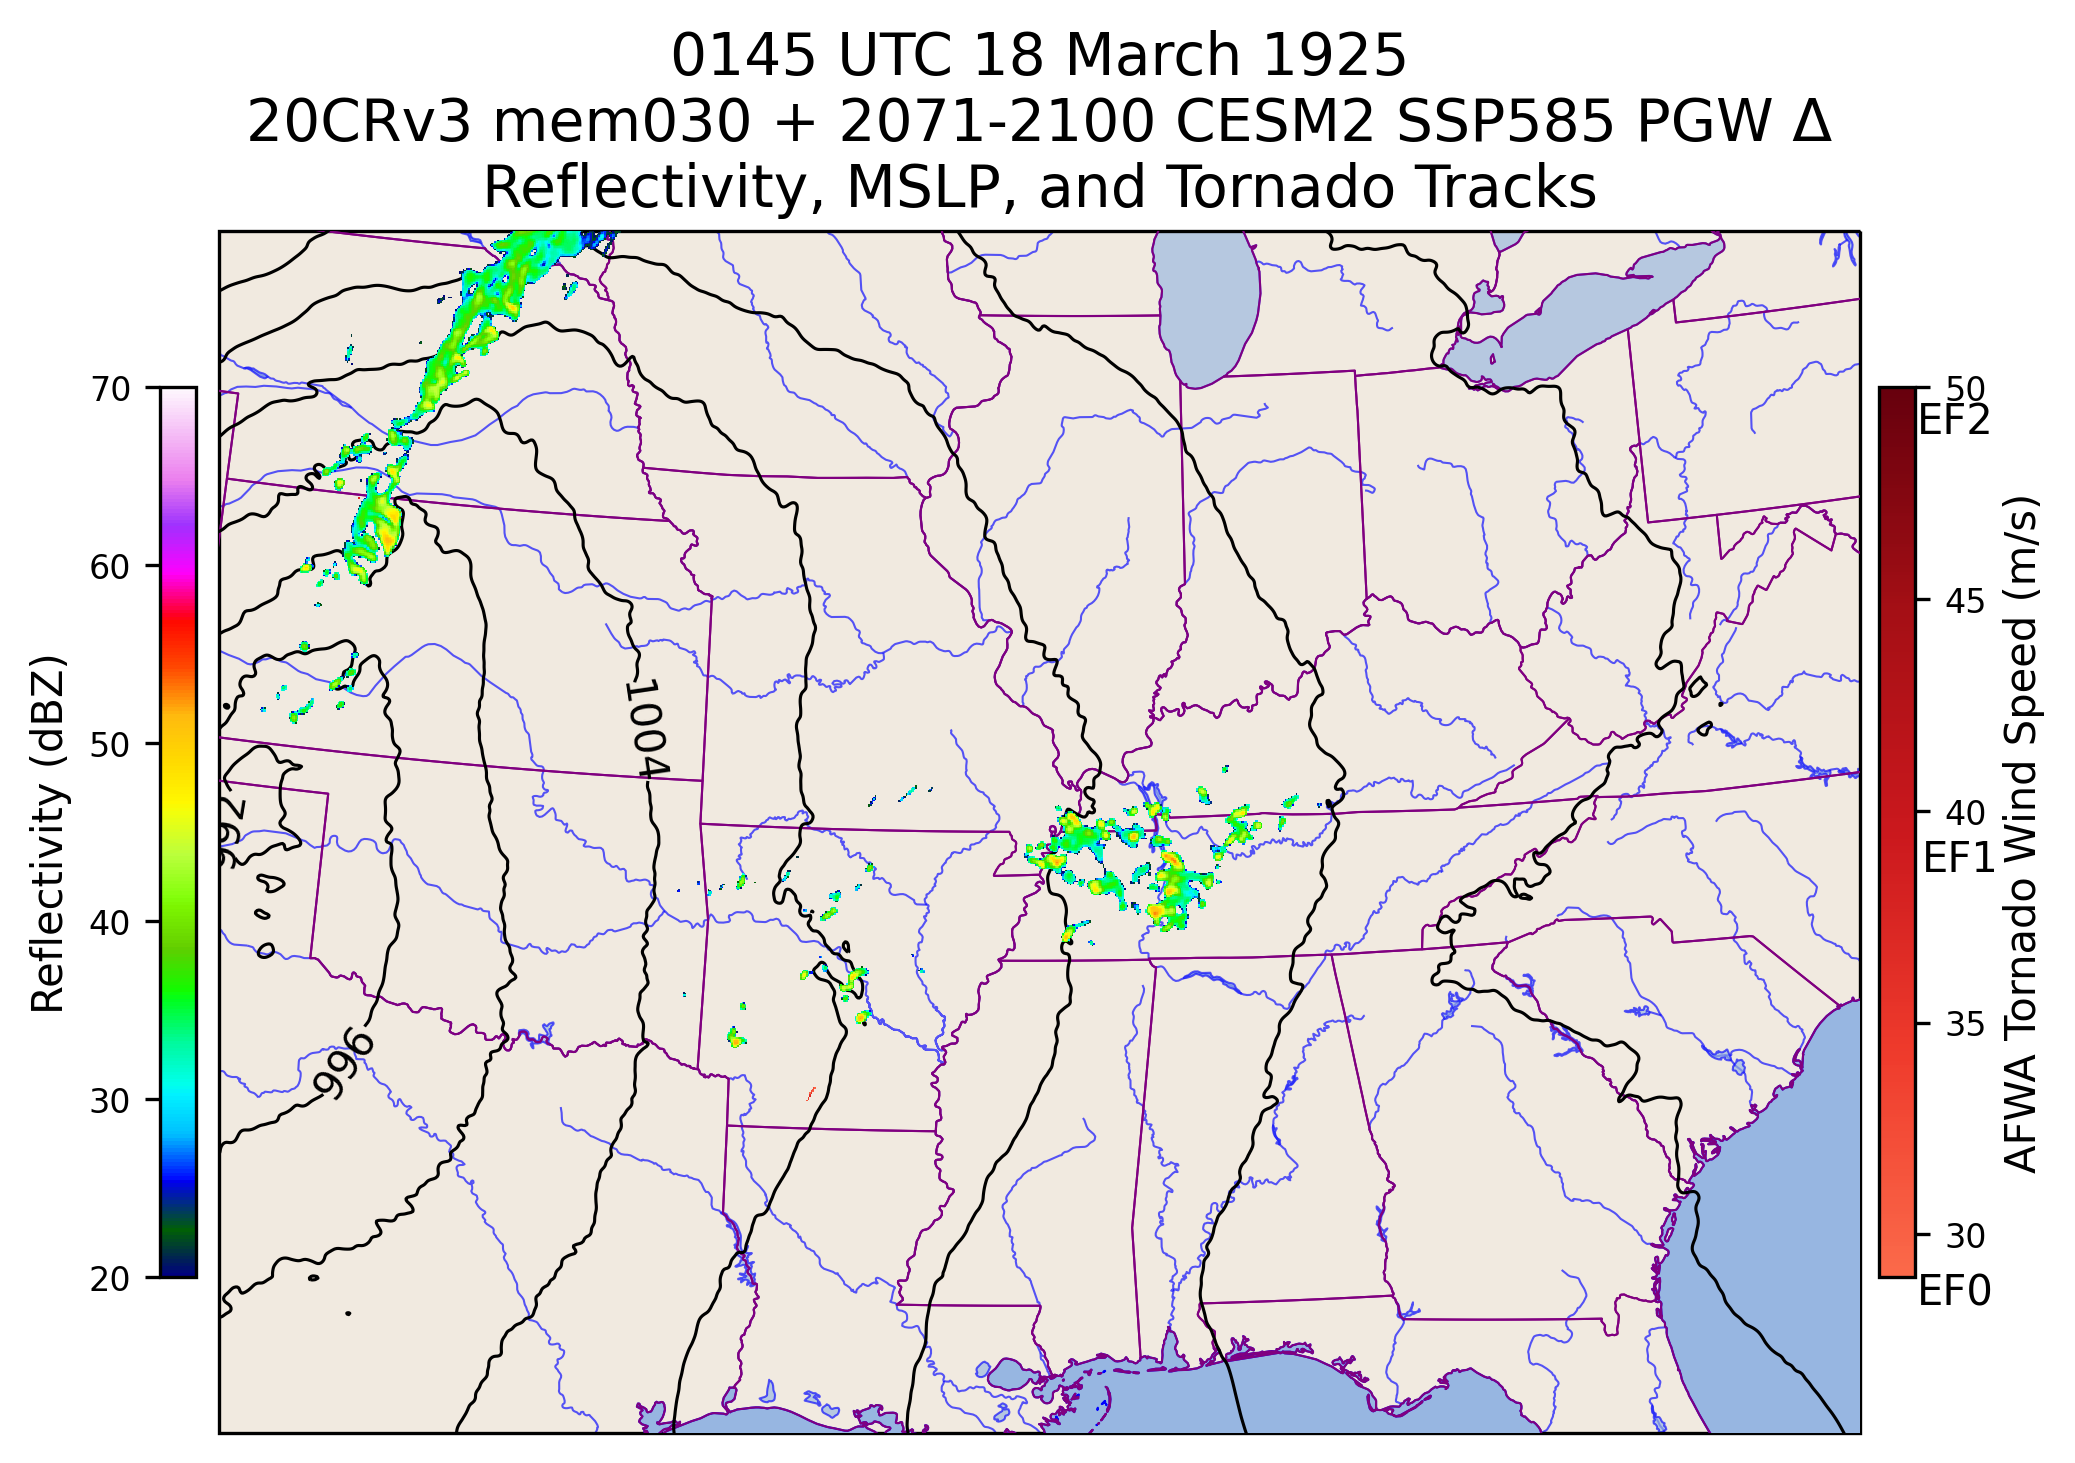 0145 UTC 18 March 1925
20CRv3 mem030 + 2071-2100 CESM2 SSP585 PGW Δ
Reflectivity, MSLP, and Tornado Tracks
70
60
50
40
30
20
Reflectivity (dBZ)
1004
996
992
50
EF2
45
40
EF1
35
30
EF0
AFWA Tornado Wind Speed (m/s)